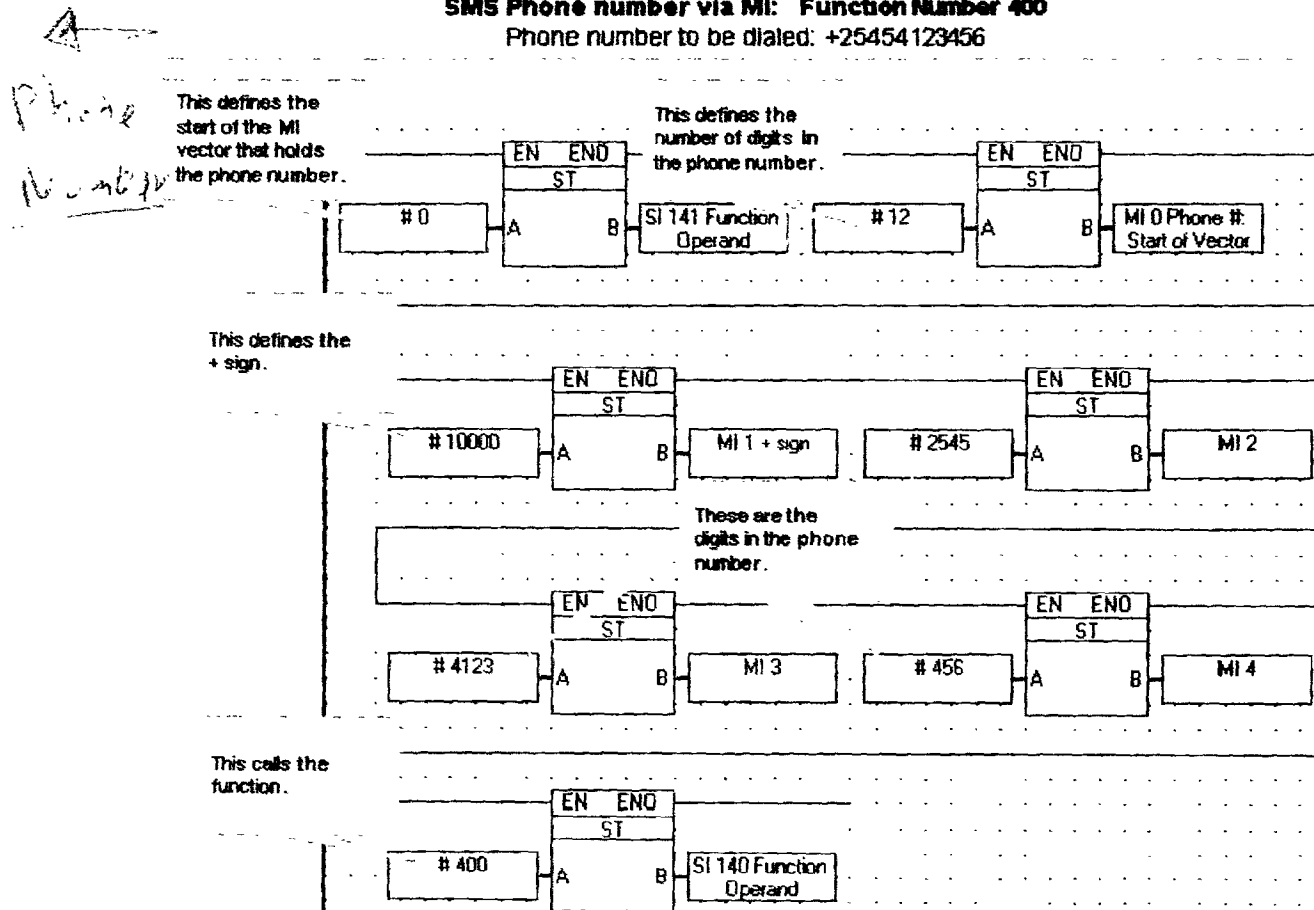 SMS Phone number via MI: Function Number 400
Phone number to be dialed: +25454123456
Phone
Number
This defines the
start of the MI
vector that holds
the phone number.
This defines the
number of digits in
the phone number.
EN ENO
ST
# 0
A
B
SI 141 Function
Operand
EN ENO
ST
# 12
A
B
MI 0 Phone #:
Start of Vector
This defines the
+ sign.
EN ENO
ST
# 10000
A
B
MI 1 + sign
EN ENO
ST
# 2545
A
B
MI 2
These are the
digits in the phone
number.
EN ENO
ST
# 4123
A
B
MI 3
EN ENO
ST
# 456
A
B
MI 4
This calls the
function.
EN ENO
ST
# 400
A
B
SI 140 Function
Operand